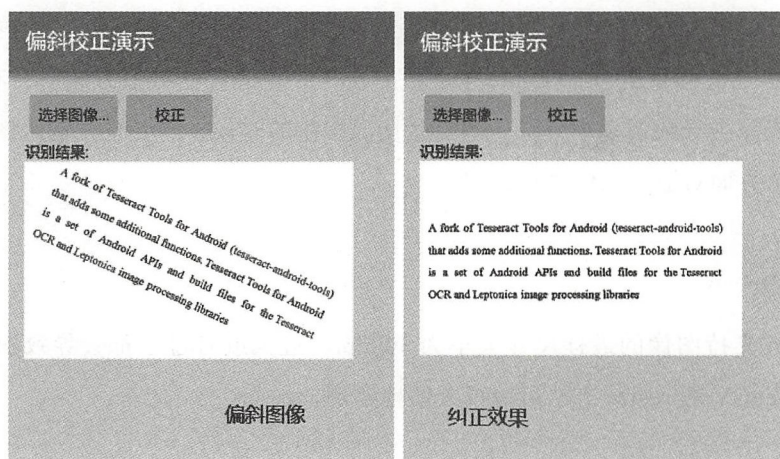 偏斜校正演示
选择图像...
校正
识别结果:
A fork of Tesseract Tools for Android (tesseract-android-tools)
that adds some additional functions. Tesseract Tools for Android
is a set of Android APIs and build files for the Tesseract
OCR and Leptonica image processing libraries
偏斜图像
偏斜校正演示
选择图像...
校正
识别结果:
A fork of Tesseract Tools for Android (tesseract-android-tools)
that adds some additional functions. Tesseract Tools for Android
is a set of Android APIs and build files for the Tesseract
OCR and Leptonica image processing libraries
纠正效果